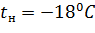 tн = −18⁰C